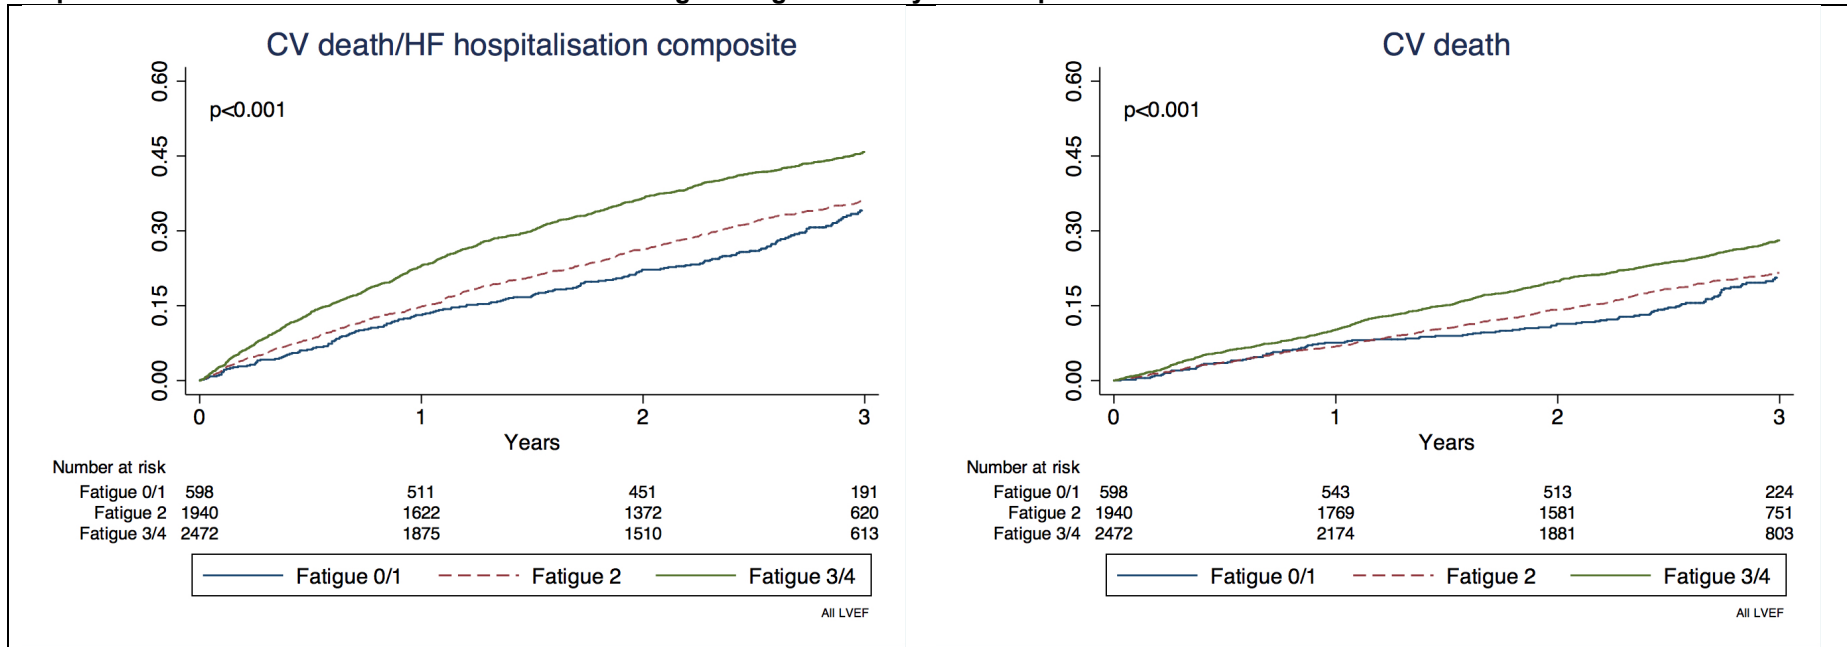 CV death/HF hospitalisation composite
0.60
0.45
0.30
0.15
0.00
p<0.001
0 1 2 3
Years
Number at risk
Fatigue 0/1 598 511 451 191
Fatigue 2 1940 1622 1372 620
Fatigue 3/4 2472 1875 1510 613
Fatigue 0/1 Fatigue 2 Fatigue 3/4
All LVEF
CV death
0.60
0.45
0.30
0.15
0.00
p<0.001
0 1 2 3
Years
Number at risk
Fatigue 0/1 598 543 513 224
Fatigue 2 1940 1769 1581 751
Fatigue 3/4 2472 2174 1881 803
Fatigue 0/1 Fatigue 2 Fatigue 3/4
All LVEF